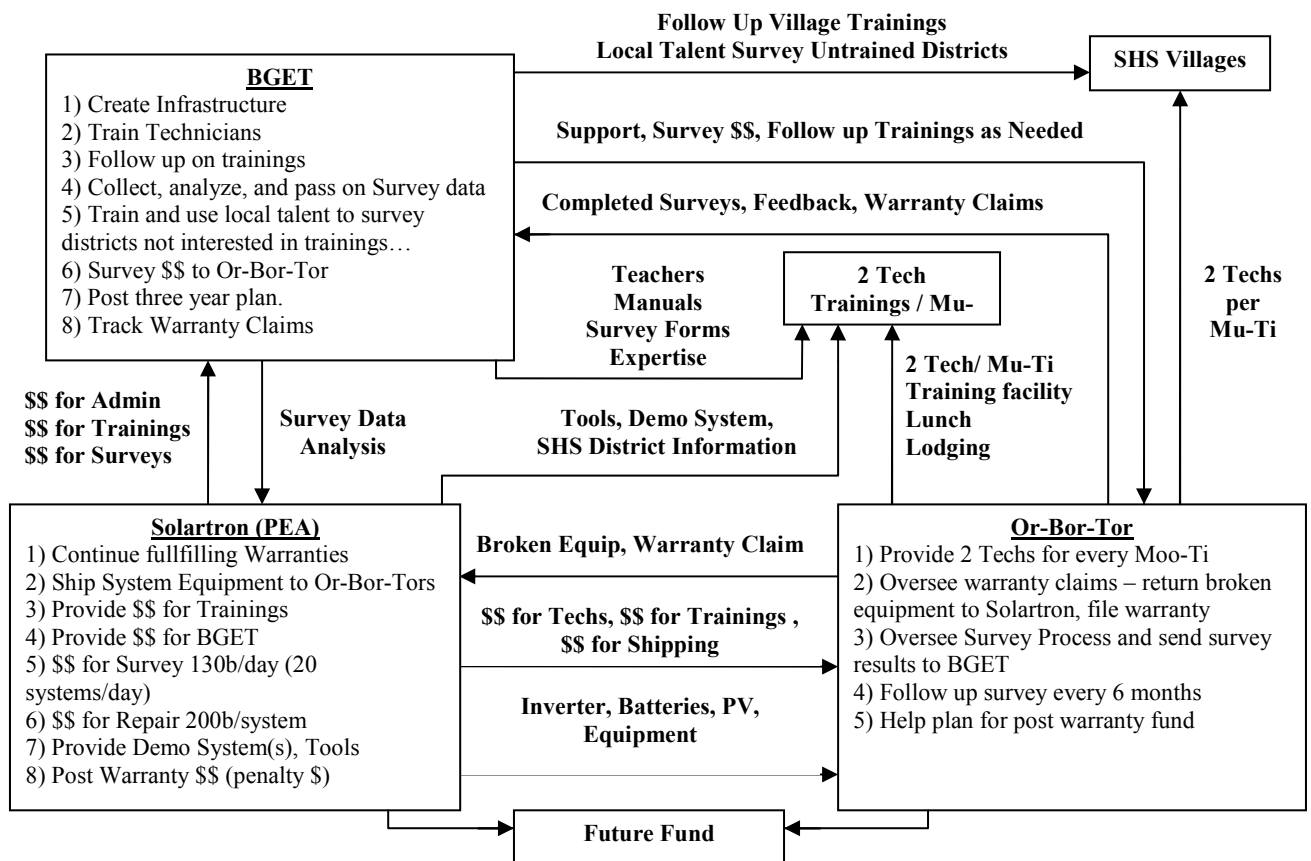 Follow Up Village Trainings
Local Talent Survey Untrained Districts
BGET
1) Create Infrastructure
2) Train Technicians
3) Follow up on trainings
4) Collect, analyze, and pass on Survey data
5) Train and use local talent to survey
districts not interested in trainings…
6) Survey $$ to Or-Bor-Tor
7) Post three year plan.
8) Track Warranty Claims
SHS Villages
Support, Survey $$, Follow up Trainings as Needed
Completed Surveys, Feedback, Warranty Claims
Teachers
Manuals
Survey Forms
Expertise
2 Tech
Trainings / Mu-
2 Techs
per
Mu-Ti
$$ for Admin
$$ for Trainings
$$ for Surveys
Survey Data
Analysis
Tools, Demo System,
SHS District Information
2 Tech/ Mu-Ti
Training facility
Lunch
Lodging
Solartron (PEA)
1) Continue fullfilling Warranties
2) Ship System Equipment to Or-Bor-Tors
3) Provide $$ for Trainings
4) Provide $$ for BGET
5) $$ for Survey 130b/day (20
systems/day)
6) $$ for Repair 200b/system
7) Provide Demo System(s), Tools
8) Post Warranty $$ (penalty $)
Broken Equip, Warranty Claim
$$ for Techs, $$ for Trainings ,
$$ for Shipping
Inverter, Batteries, PV,
Equipment
Or-Bor-Tor
1) Provide 2 Techs for every Moo-Ti
2) Oversee warranty claims – return broken
equipment to Solartron, file warranty
3) Oversee Survey Process and send survey
results to BGET
4) Follow up survey every 6 months
5) Help plan for post warranty fund
Future Fund